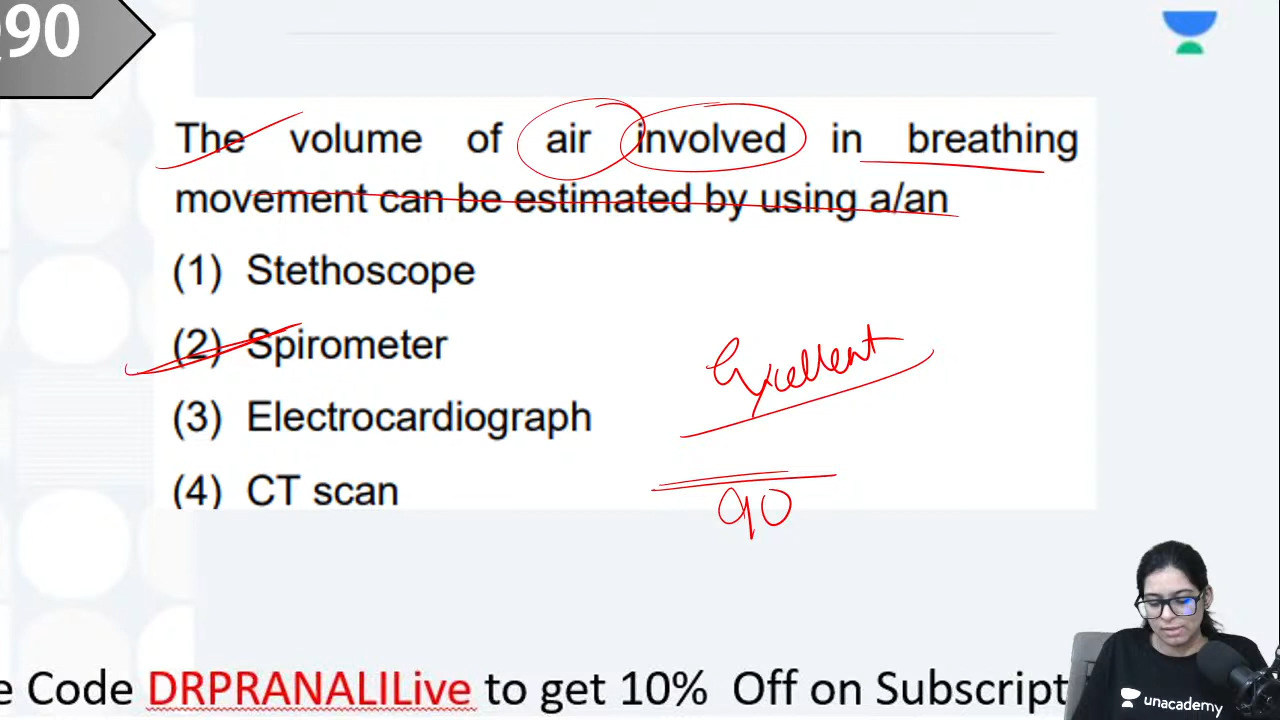 90
The volume of air involved in breathing
movement can be estimated by using a/an
(1) Stethoscope
(2) Spirometer
(3) Electrocardiograph
(4) CT scan
Excellent
90
e Code DRPRANALILive to get 10% Off on Subscript
unacademy